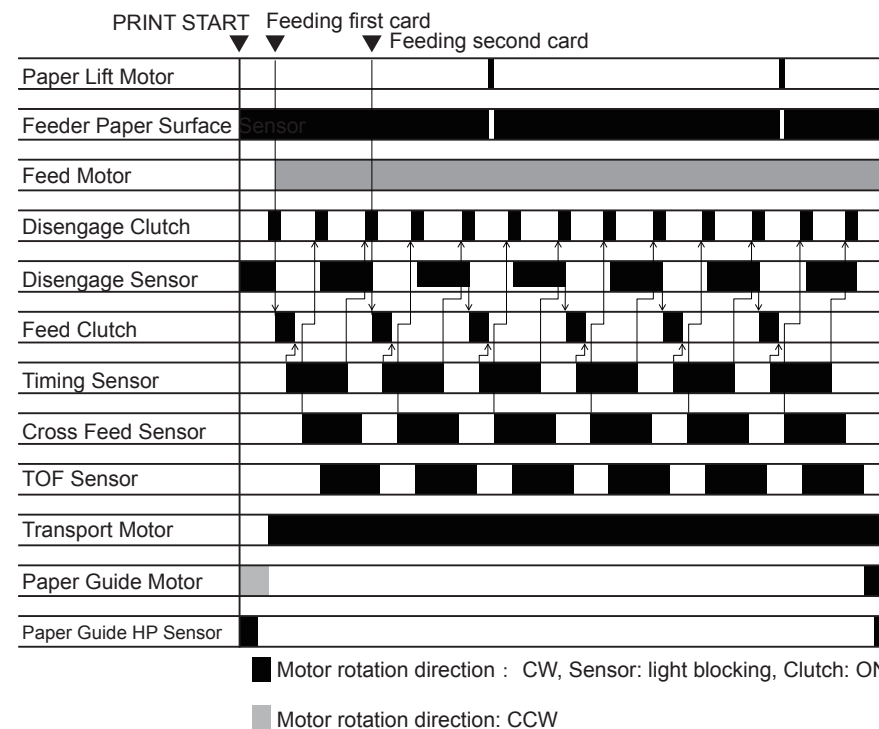 PRINT START Feeding first card
Feeding second card
Paper Lift Motor
Feeder Paper Surface Sensor
Feed Motor
Disengage Clutch
Disengage Sensor
Feed Clutch
Timing Sensor
Cross Feed Sensor
TOF Sensor
Transport Motor
Paper Guide Motor
Paper Guide HP Sensor
Motor rotation direction : CW, Sensor: light blocking, Clutch: ON
Motor rotation direction: CCW